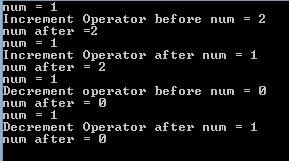 num = 1
Increment Operator before num = 2
num after =2
num = 1
Increment Operator after num = 1
num after = 2
num = 1
Decrement operator before num = 0
num after = 0
num = 1
Decrement Operator after num = 1
num after = 0